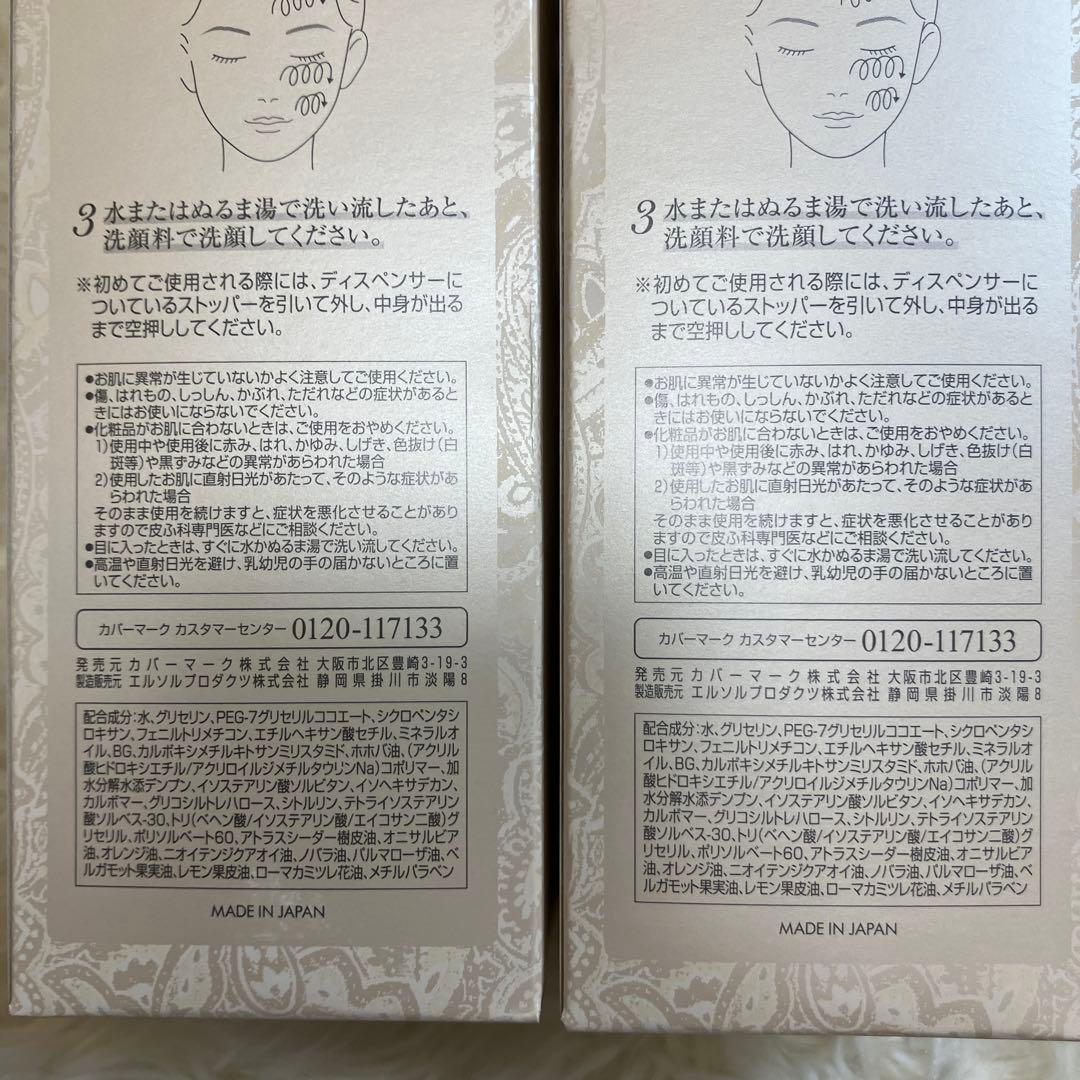 3 水またはぬるま湯で洗い流したあと、
洗顔料で洗顔してください。
※初めてご使用される際には、ディスペンサーに
ついているストッパーを引いて外し、中身が出る
まで空押ししてください。
●お肌に異常が生じていないかよく注意してご使用ください。
●傷、はれもの、しっしん、かぶれ、ただれなどの症状があると
きにはお使いにならないでください。
●化粧品がお肌に合わないときは、ご使用をおやめください。
1)使用中や使用後に赤み、はれ、かゆみ、しげき、色抜け(白
斑等)や黒ずみなどの異常があらわれた場合
2)使用したお肌に直射日光があたって、そのような症状があ
らわれた場合
そのまま使用を続けますと、症状を悪化させることがあり
ますので皮ふ科専門医などにご相談ください。
●目に入ったときは、すぐに水かぬるま湯で洗い流してください。
●高温や直射日光を避け、乳幼児の手の届かないところに置
いてください。
カバーマーク カスタマーセンター 0120-117133
発売元 カバーマーク株式会社 大阪市北区豊崎3-19-3
製造販売元 エルソルプロダクツ株式会社 静岡県掛川市淡陽8
配合成分:水、グリセリン、PEG-7グリセリルココエート、シクロペンタシ
ロキサン、フェニルトリメチコン、エチルヘキサン酸セチル、ミネラルオ
イル、BG、カルボキシメチルキトサンミリスタミド、ホホバ油、(アクリル
酸ヒドロキシエチル/アクリロイルジメチルタウリンNa)コポリマー、加
水分解水添デンプン、イソステアリン酸ソルビタン、イソヘキサデカン、
カルボマー、グリコシルトレハロース、シトルリン、テトライソステアリン
酸ソルベス-30、トリ(ベヘン酸/イソステアリン酸/エイコサン二酸)グ
リセリル、ポリソルベート60、アトラスシーダー樹皮油、オニサルビア
油、オレンジ油、ニオイテンジクアオイ油、ノバラ油、パルマローザ油、ベ
ルガモット果実油、レモン果皮油、ローマカミツレ花油、メチルパラベン
MADE IN JAPAN
3 水またはぬるま湯で洗い流したあと、
洗顔料で洗顔してください。
※初めてご使用される際には、ディスペンサーに
ついているストッパーを引いて外し、中身が出る
まで空押ししてください。
●お肌に異常が生じていないかよく注意してご使用ください。
●傷、はれもの、しっしん、かぶれ、ただれなどの症状があると
きにはお使いにならないでください。
●化粧品がお肌に合わないときは、ご使用をおやめください。
1)使用中や使用後に赤み、はれ、かゆみ、しげき、色抜け(白
斑等)や黒ずみなどの異常があらわれた場合
2)使用したお肌に直射日光があたって、そのような症状があ
らわれた場合
そのまま使用を続けますと、症状を悪化させることがあり
ますので皮ふ科専門医などにご相談ください。
●目に入ったときは、すぐに水かぬるま湯で洗い流してください。
●高温や直射日光を避け、乳幼児の手の届かないところに置
いてください。
カバーマーク カスタマーセンター 0120-117133
発売元 カバーマーク株式会社 大阪市北区豊崎3-19-3
製造販売元 エルソルプロダクツ株式会社 静岡県掛川市淡陽8
配合成分:水、グリセリン、PEG-7グリセリルココエート、シクロペンタシ
ロキサン、フェニルトリメチコン、エチルヘキサン酸セチル、ミネラルオ
イル、BG、カルボキシメチルキトサンミリスタミド、ホホバ油、(アクリル
酸ヒドロキシエチル/アクリロイルジメチルタウリンNa)コポリマー、加
水分解水添デンプン、イソステアリン酸ソルビタン、イソヘキサデカン、
カルボマー、グリコシルトレハロース、シトルリン、テトライソステアリン
酸ソルベス-30、トリ(ベヘン酸/イソステアリン酸/エイコサン二酸)グ
リセリル、ポリソルベート60、アトラスシーダー樹皮油、オニサルビア
油、オレンジ油、ニオイテンジクアオイ油、ノバラ油、パルマローザ油、ベ
ルガモット果実油、レモン果皮油、ローマカミツレ花油、メチルパラベン
MADE IN JAPAN